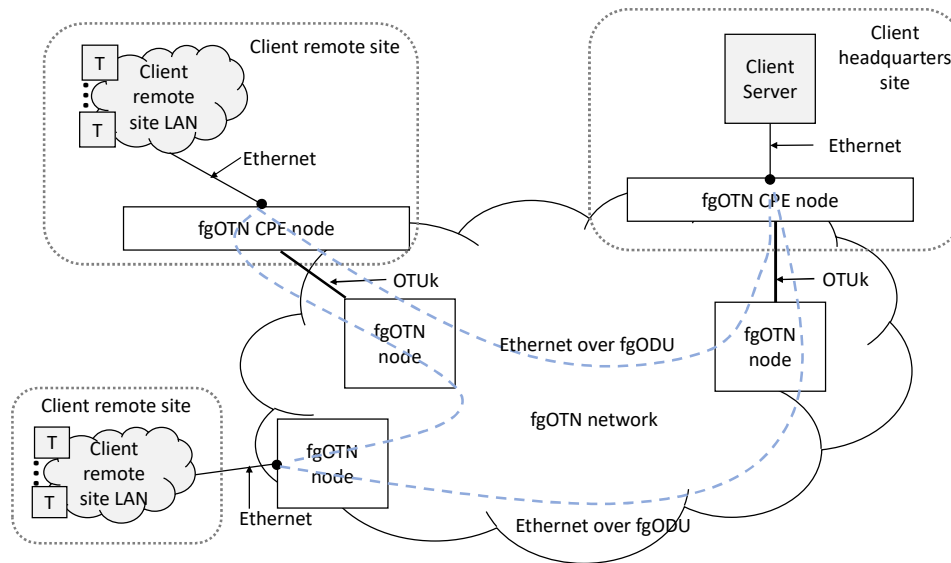 Client remote site
T
T
Client
remote
site LAN
Ethernet
fgOTN CPE node
OTUk
fgOTN
node
Client
headquarters
site
Client
Server
Ethernet
fgOTN CPE node
OTUk
fgOTN
node
Ethernet over fgODU
fgOTN network
Client remote site
T
T
Client
remote
site LAN
Ethernet
fgOTN
node
Ethernet over fgODU